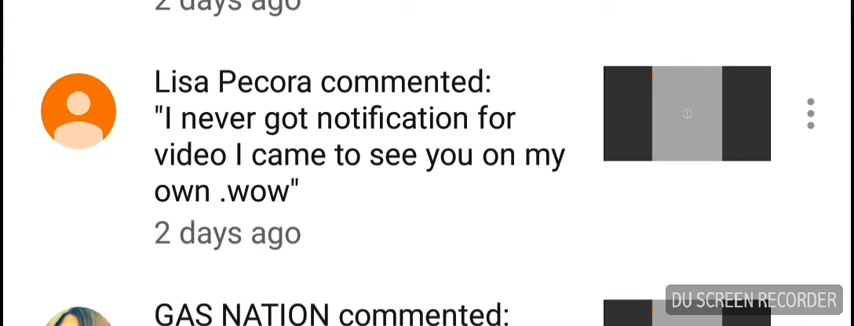 2 days ago
Lisa Pecora commented:
"I never got notification for
video I came to see you on my
own .wow"
2 days ago
DU SCREEN RECORDER
GAS NATION commented: